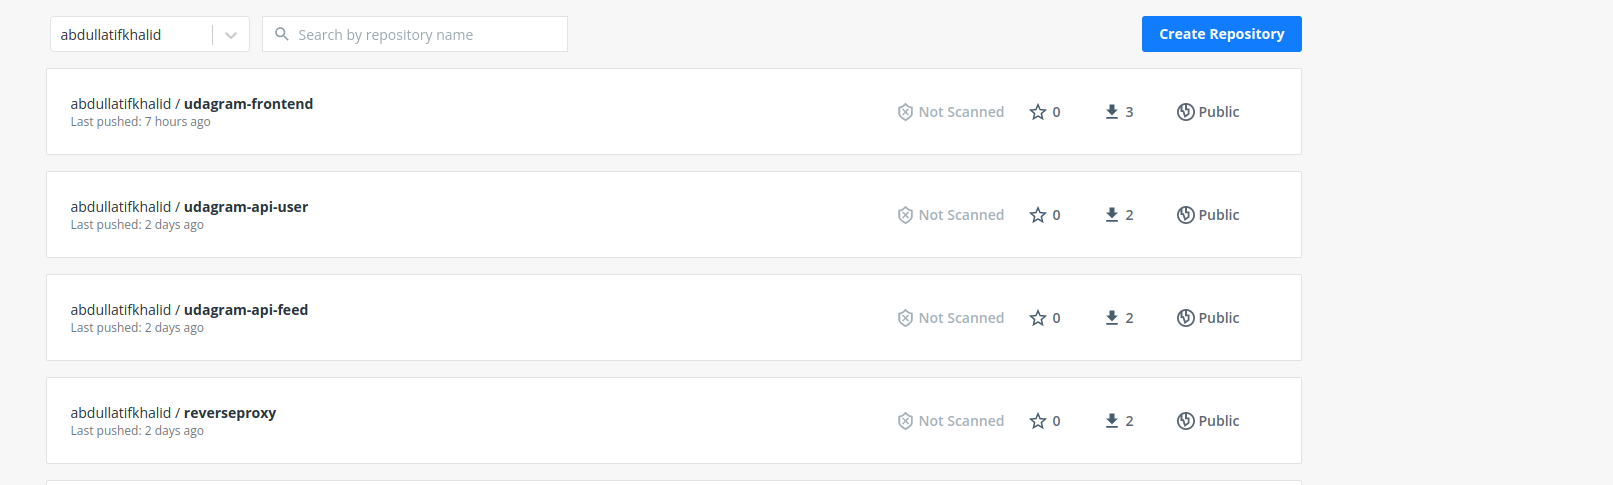 abdullatifkhalid
Search by repository name
Create Repository
abdullatifkhalid / udagram-frontend
Last pushed: 7 hours ago
Not Scanned
0
3
Public
abdullatifkhalid / udagram-api-user
Last pushed: 2 days ago
Not Scanned
0
2
Public
abdullatifkhalid / udagram-api-feed
Last pushed: 2 days ago
Not Scanned
0
2
Public
abdullatifkhalid / reverseproxy
Last pushed: 2 days ago
Not Scanned
0
2
Public